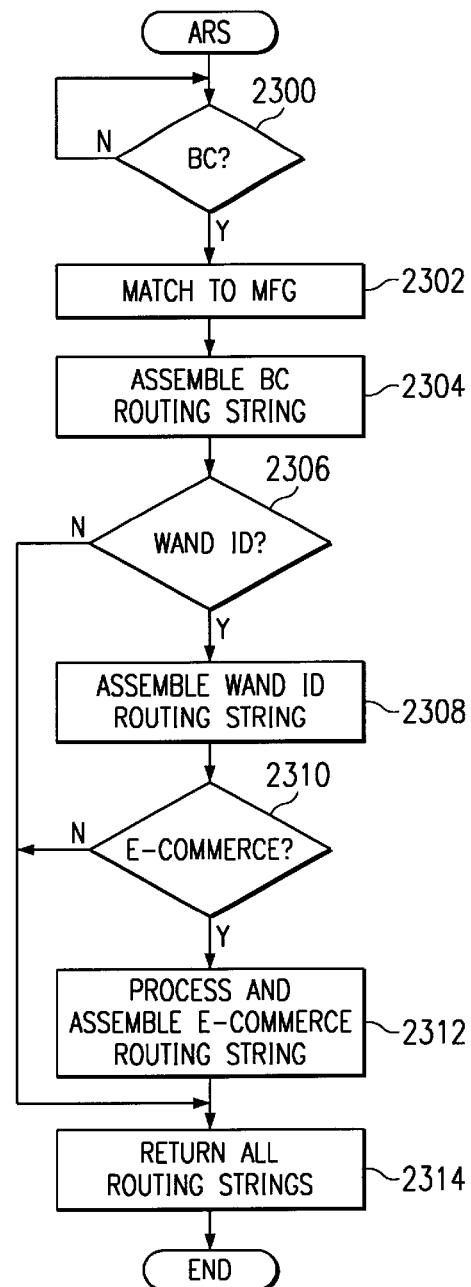 ARS
2300
N
BC?
Y
MATCH TO MFG
2302
ASSEMBLE BC
ROUTING STRING
2304
2306
N
WAND ID?
Y
ASSEMBLE WAND ID
ROUTING STRING
2308
2310
N
E-COMMERCE?
Y
PROCESS AND
ASSEMBLE E-COMMERCE
ROUTING STRING
2312
RETURN ALL
ROUTING STRINGS
2314
END